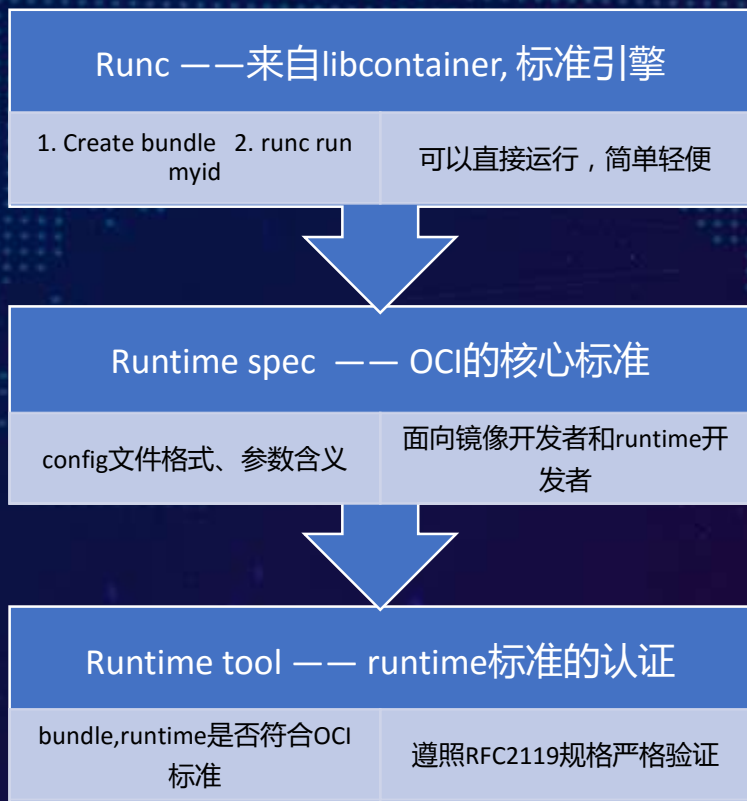 Runc ——来自libcontainer, 标准引擎
1. Create bundle   2. runc run
myid
可以直接运行，简单轻便
Runtime spec —— OCI的核心标准
config文件格式、参数含义
面向镜像开发者和runtime开
发者
Runtime tool —— runtime标准的认证
bundle,runtime是否符合OCI
标准
遵照RFC2119规格严格验证